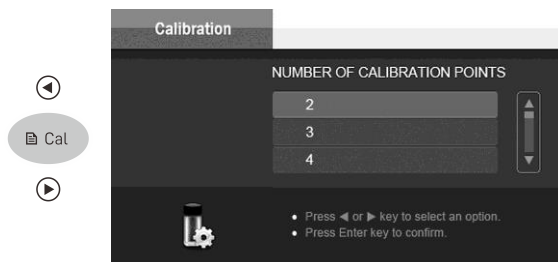 Calibration
NUMBER OF CALIBRATION POINTS
2
3
4
Cal
• Press ◀ or ▶ key to select an option.
• Press Enter key to confirm.